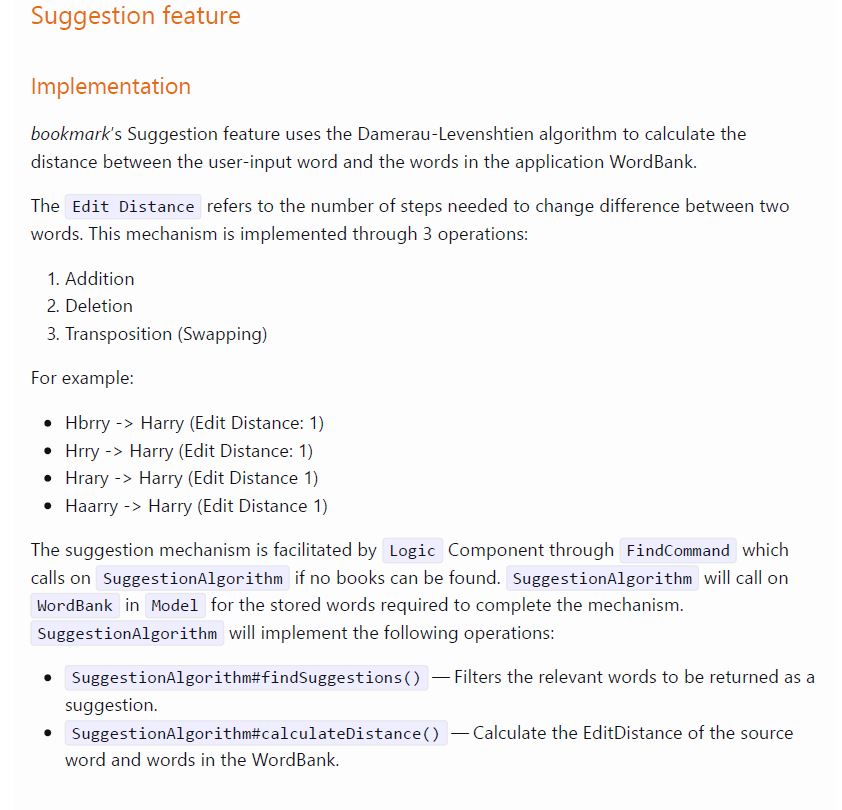 Suggestion feature
Implementation
bookmark's Suggestion feature uses the Damerau-Levenshtien algorithm to calculate the
distance between the user-input word and the words in the application WordBank.
The Edit Distance refers to the number of steps needed to change difference between two
words. This mechanism is implemented through 3 operations:
1. Addition
2. Deletion
3. Transposition (Swapping)
For example:
• Hbrry -> Harry (Edit Distance: 1)
• Hrry -> Harry (Edit Distance: 1)
• Hrary -> Harry (Edit Distance 1)
• Haarry -> Harry (Edit Distance 1)
The suggestion mechanism is facilitated by Logic Component through FindCommand which
calls on SuggestionAlgorithm if no books can be found. SuggestionAlgorithm will call on
WordBank in Model for the stored words required to complete the mechanism.
SuggestionAlgorithm will implement the following operations:
• SuggestionAlgorithm#findSuggestions() — Filters the relevant words to be returned as a
suggestion.
• SuggestionAlgorithm#calculateDistance() — Calculate the EditDistance of the source
word and words in the WordBank.